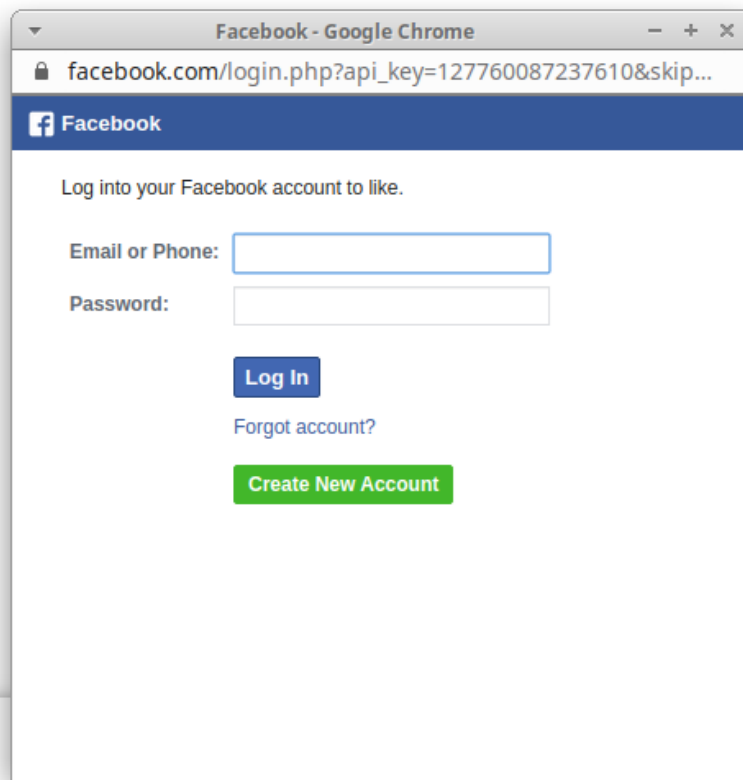 Facebook - Google Chrome
facebook.com/login.php?api_key=127760087237610&skip...
Facebook
Log into your Facebook account to like.
Email or Phone:
Password:
Log In
Forgot account?
Create New Account